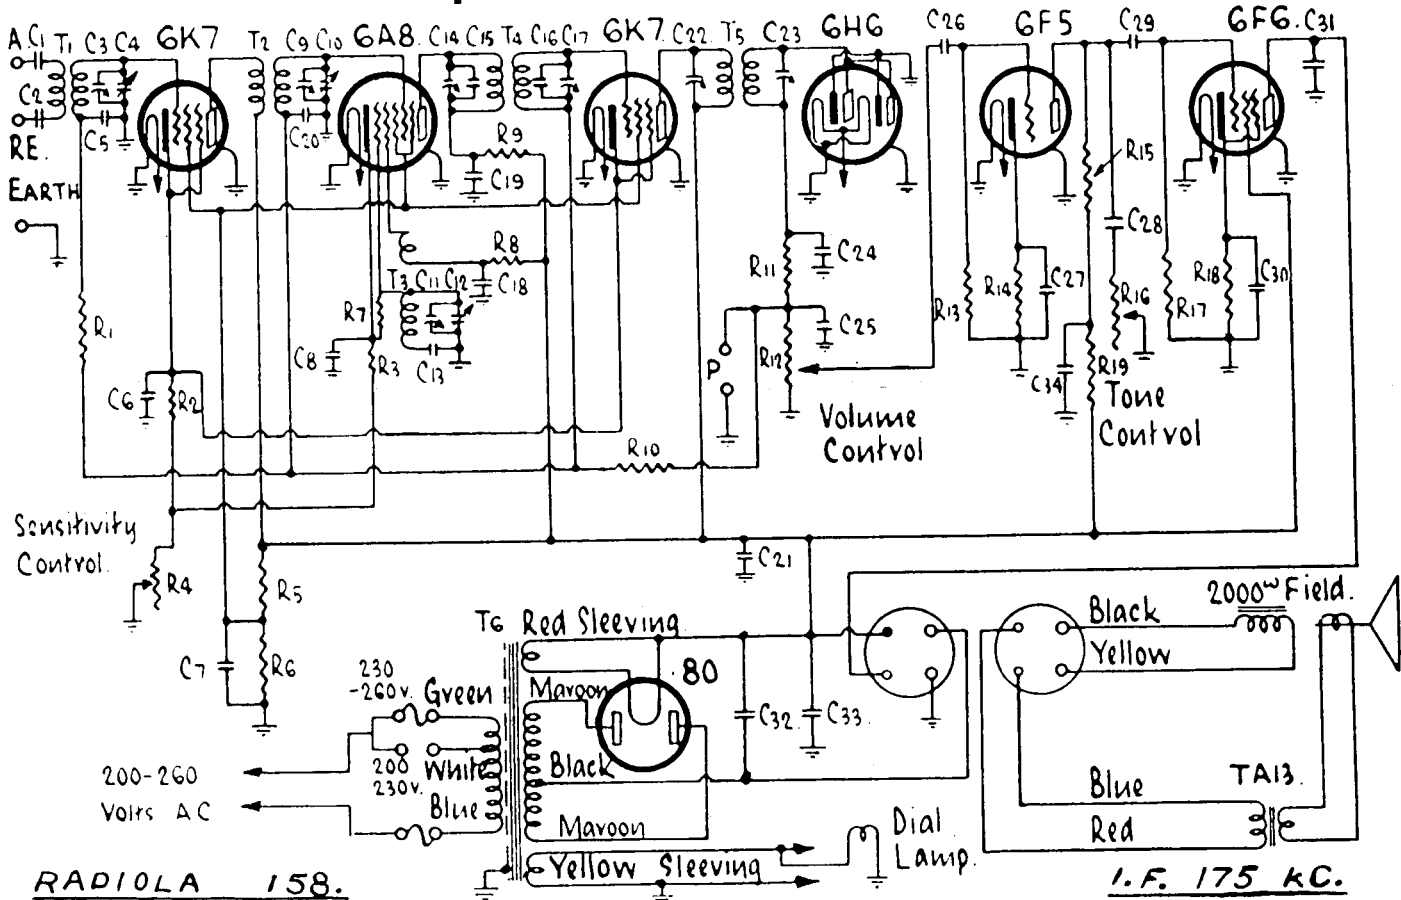 A C1 T1 C3 C4 6K7 T2 C9 C10 6A8 C14 C15 T4 C16 C17 6K7 C22 T5 C23 6H6 C26 6F5 C29 6F6. C31
C2
RE.
C5
C20
R9
C19
R15
EARTH
C28
R8
C18
R11
C24
T3 C11 C12
R1
R7
C8
R3
C13
C25
P
R12
R13
R14
C27
R16
R17
R18
C30
R19
C34
C6
R2
Volume
Control
Tone
Control
R10
Sensitivity
Control.
R4
R5
C21
C7
R6
T6 Red Sleeving
80
Maroon
230
-260v.
Green
200
230v.
White
Blue
Black
C32
C33
Maroon
Yellow Sleeving
200-260
Volts AC
Dial
Lamp.
Black
Yellow
2000ω Field.
Blue
Red
TA13.
RADIOLA 158.
I.F. 175 KC.